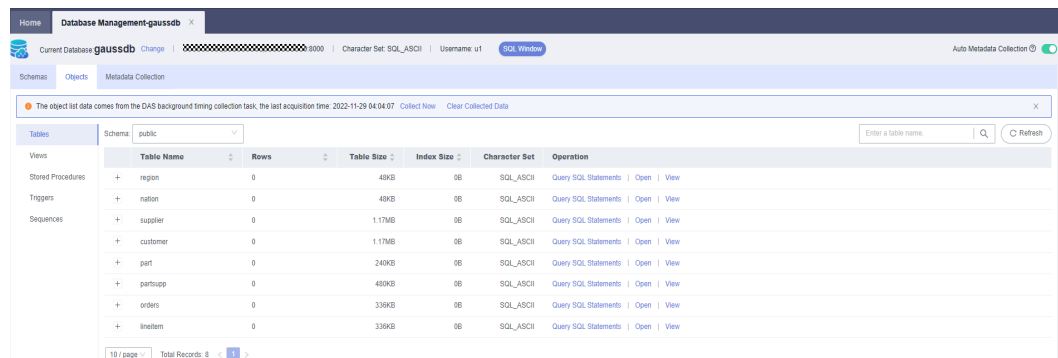 Home Database Management-gaussdb ×
Current Database:gaussdb Change | :8000 | Character Set: SQL_ASCII | Username: u1 SQL Window Auto Metadata Collection
Schemas Objects Metadata Collection
The object list data comes from the DAS background timing collection task, the last acquisition time: 2022-11-29 04:04:07 Collect Now Clear Collected Data X
Tables Schema: public Enter a table name. Refresh
Views Table Name Rows Table Size Index Size Character Set Operation
Stored Procedures + region 0 48KB 0B SQL_ASCII Query SQL Statements | Open | View
Triggers + nation 0 48KB 0B SQL_ASCII Query SQL Statements | Open | View
Sequences + supplier 0 1.17MB 0B SQL_ASCII Query SQL Statements | Open | View
+ customer 0 1.17MB 0B SQL_ASCII Query SQL Statements | Open | View
+ part 0 240KB 0B SQL_ASCII Query SQL Statements | Open | View
+ partsupp 0 480KB 0B SQL_ASCII Query SQL Statements | Open | View
+ orders 0 336KB 0B SQL_ASCII Query SQL Statements | Open | View
+ lineitem 0 336KB 0B SQL_ASCII Query SQL Statements | Open | View
10 / page Total Records: 8 < 1 >